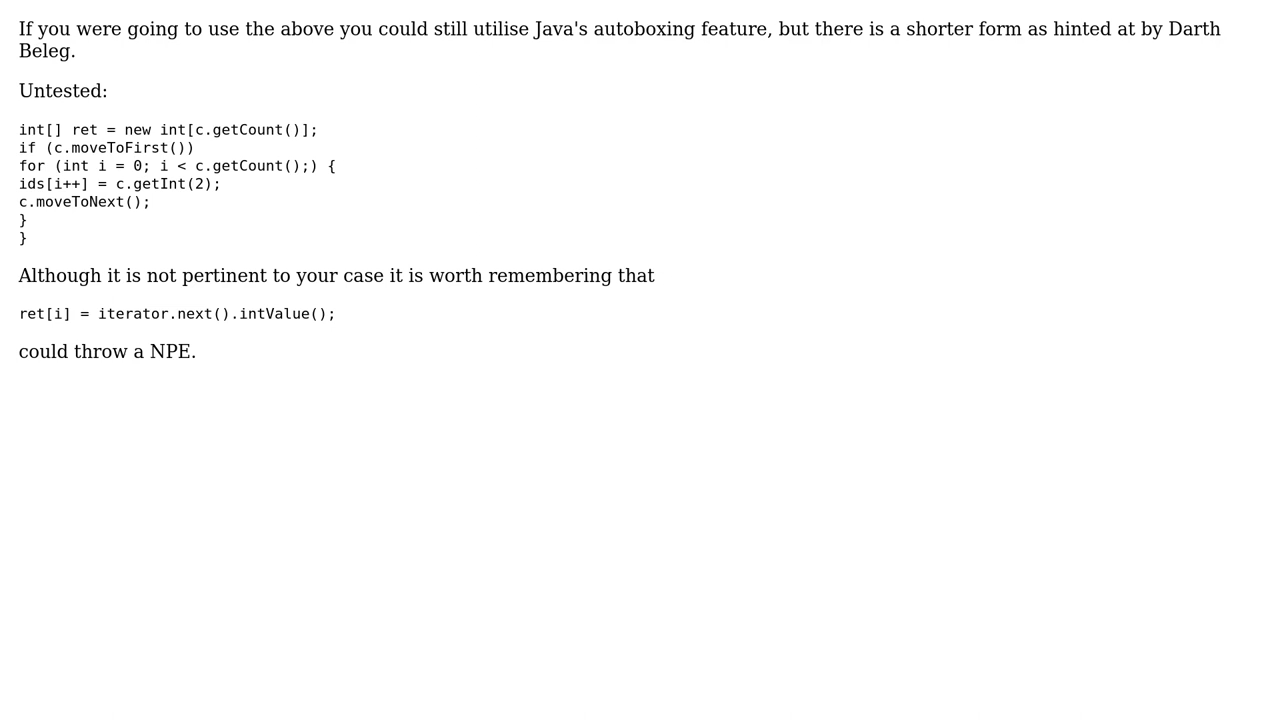 If you were going to use the above you could still utilise Java's autoboxing feature, but there is a shorter form as hinted at by Darth
Beleg.
Untested:
int[] ret = new int[c.getCount()];
if (c.moveToFirst())
for (int i = 0; i < c.getCount();) {
ids[i++] = c.getInt(2);
c.moveToNext();
}
}
Although it is not pertinent to your case it is worth remembering that
ret[i] = iterator.next().intValue();
could throw a NPE.